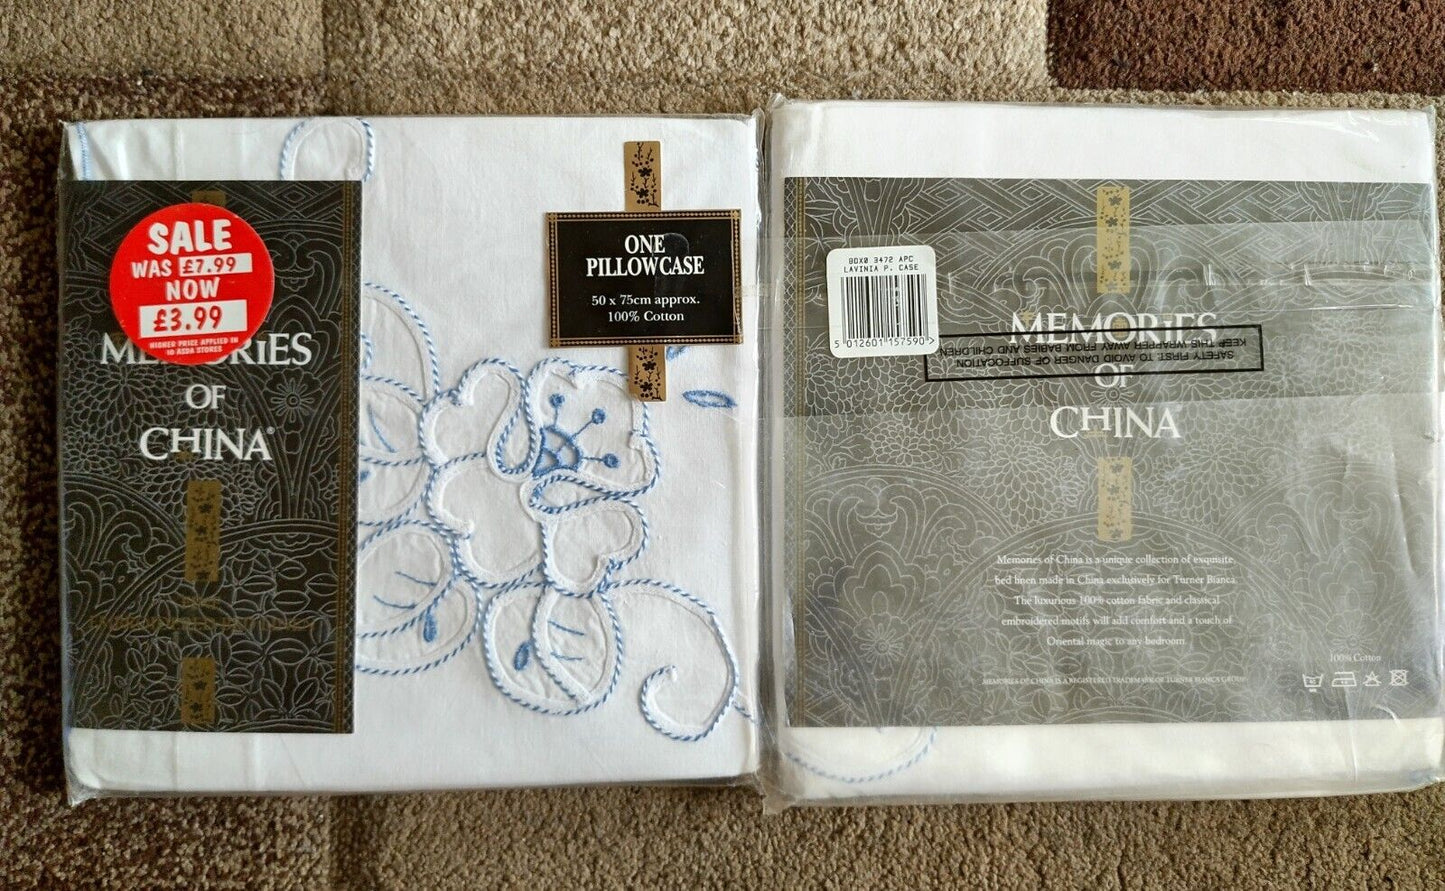 SALE
WAS £7.99
NOW
£3.99
HIGHER PRICE APPLIED IN
10 ASDA STORES
MEMORIES
OF
CHINA®
ONE
PILLOWCASE
50 x 75cm approx.
100% Cotton
8DX0 3472 APC
LAVINIA P. CASE
5 012601 157590 >
MEMORIES
OF
CHINA
SAFETY FIRST: TO AVOID DANGER OF SUFFOCATION
KEEP THIS WRAPPER AWAY FROM BABIES AND CHILDREN
Memories of China is a unique collection of exquisite
bed linen made in China exclusively for Turner Bianca.
The luxurious 100% cotton fabric and classical
embroidered motifs will add comfort and a touch of
Oriental magic to any bedroom.
100% Cotton
MEMORIES OF CHINA IS A REGISTERED TRADEMARK OF TURNER BIANCA GROUP